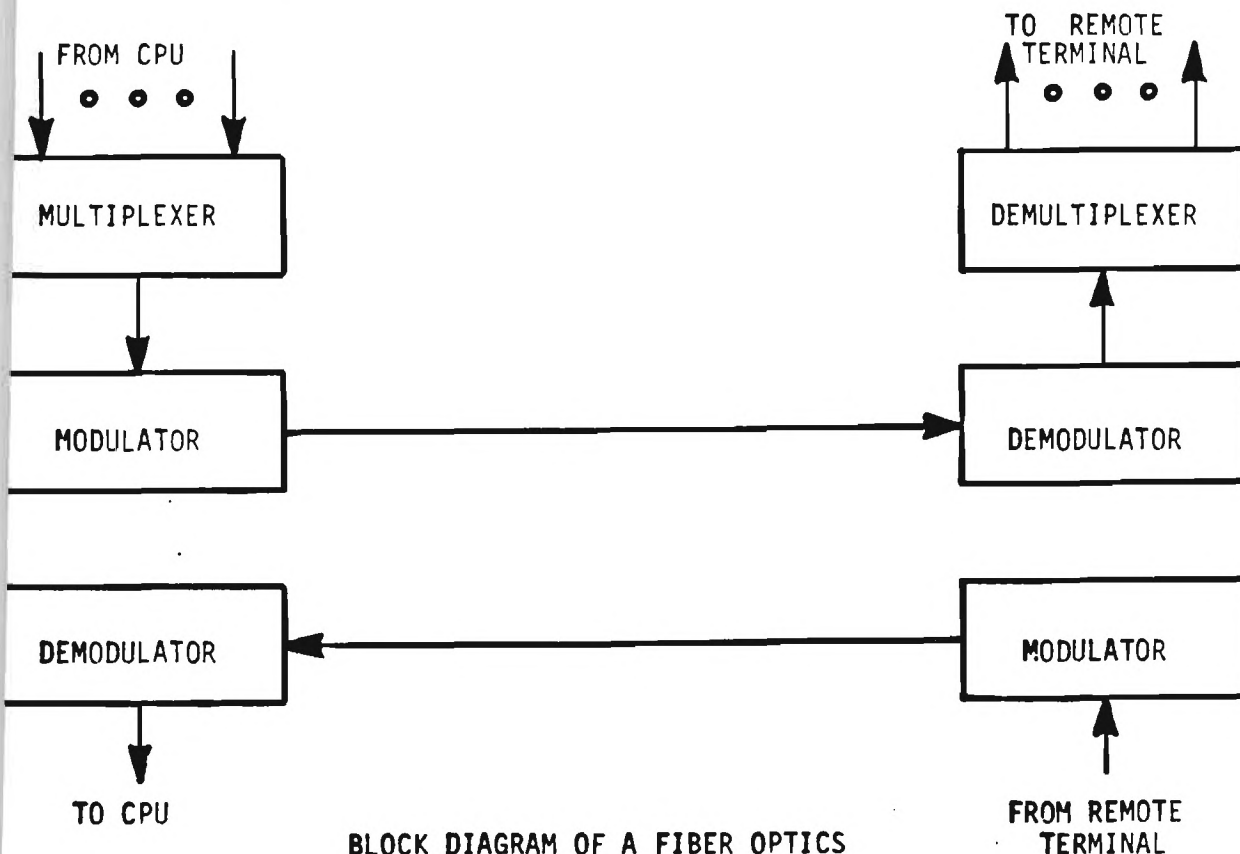 FROM CPU
TO REMOTE
TERMINAL
MULTIPLEXER
DEMULTIPLEXER
MODULATOR
DEMODULATOR
DEMODULATOR
MODULATOR
TO CPU
FROM REMOTE
TERMINAL
BLOCK DIAGRAM OF A FIBER OPTICS